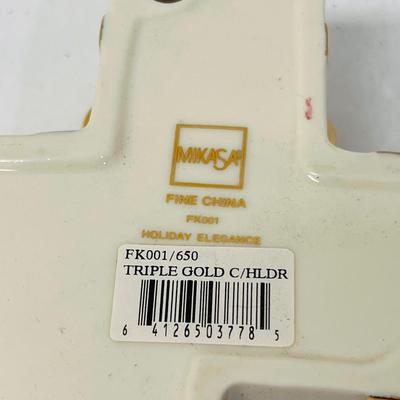 MIKASA®
FINE CHINA
FK001
HOLIDAY ELEGANCE
FK001/650
TRIPLE GOLD C/HLDR
6 41265 03778 5